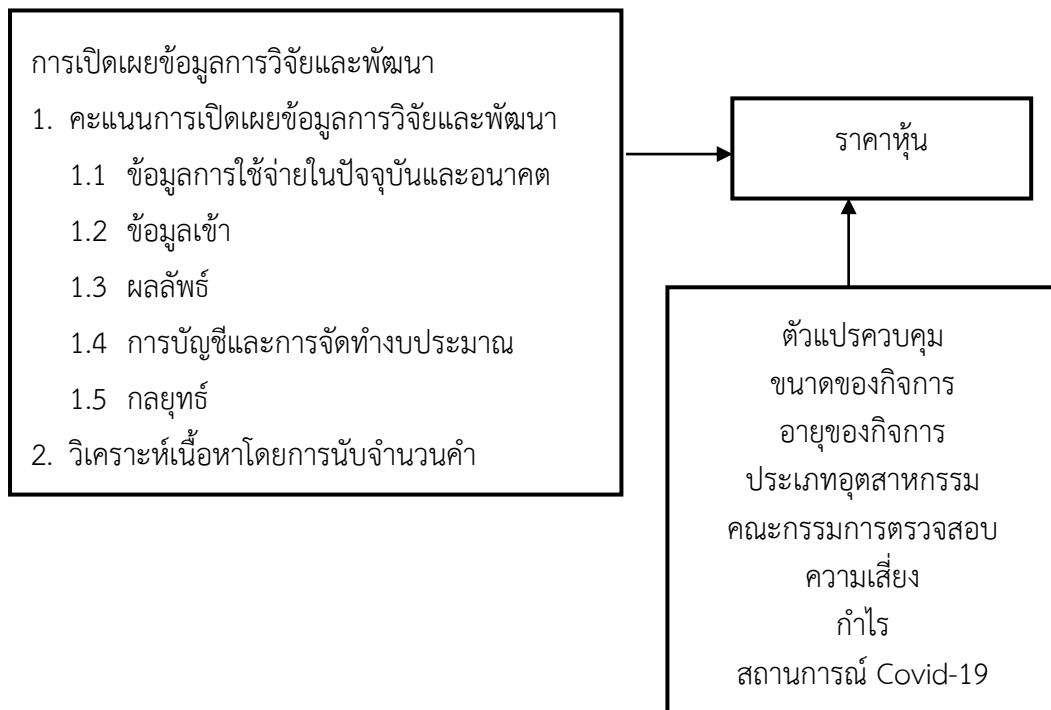 การเปิดเผยข้อมูลการวิจัยและพัฒนา
1. คะแนนการเปิดเผยข้อมูลการวิจัยและพัฒนา
1.1 ข้อมูลการใช้จ่ายในปัจจุบันและอนาคต
1.2 ข้อมูลเข้า
1.3 ผลลัพธ์
1.4 การบัญชีและการจัดทำงบประมาณ
1.5 กลยุทธ์
2. วิเคราะห์เนื้อหาโดยการนับจำนวนคำ
ราคาหุ้น
ตัวแปรควบคุม
ขนาดของกิจการ
อายุของกิจการ
ประเภทอุตสาหกรรม
คณะกรรมการตรวจสอบ
ความเสี่ยง
กำไร
สถานการณ์ Covid-19